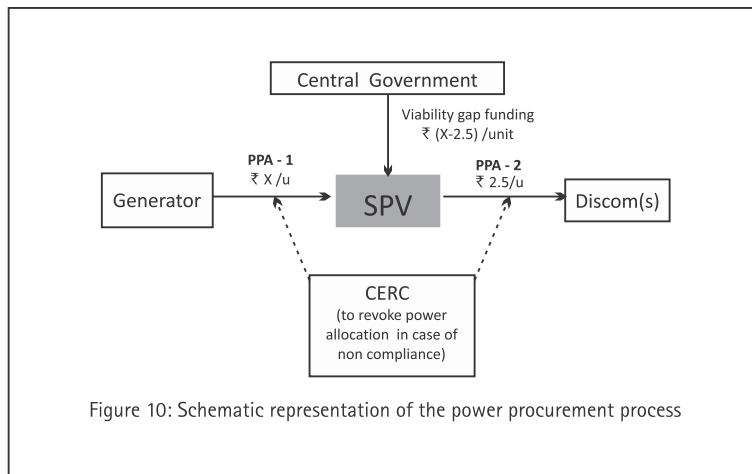 Central Government
Viability gap funding
₹ (X-2.5) /unit
PPA - 1
₹ X /u
PPA - 2
₹ 2.5/u
Generator
SPV
Discom(s)
CERC
(to revoke power
allocation in case of
non compliance)
Figure 10: Schematic representation of the power procurement process